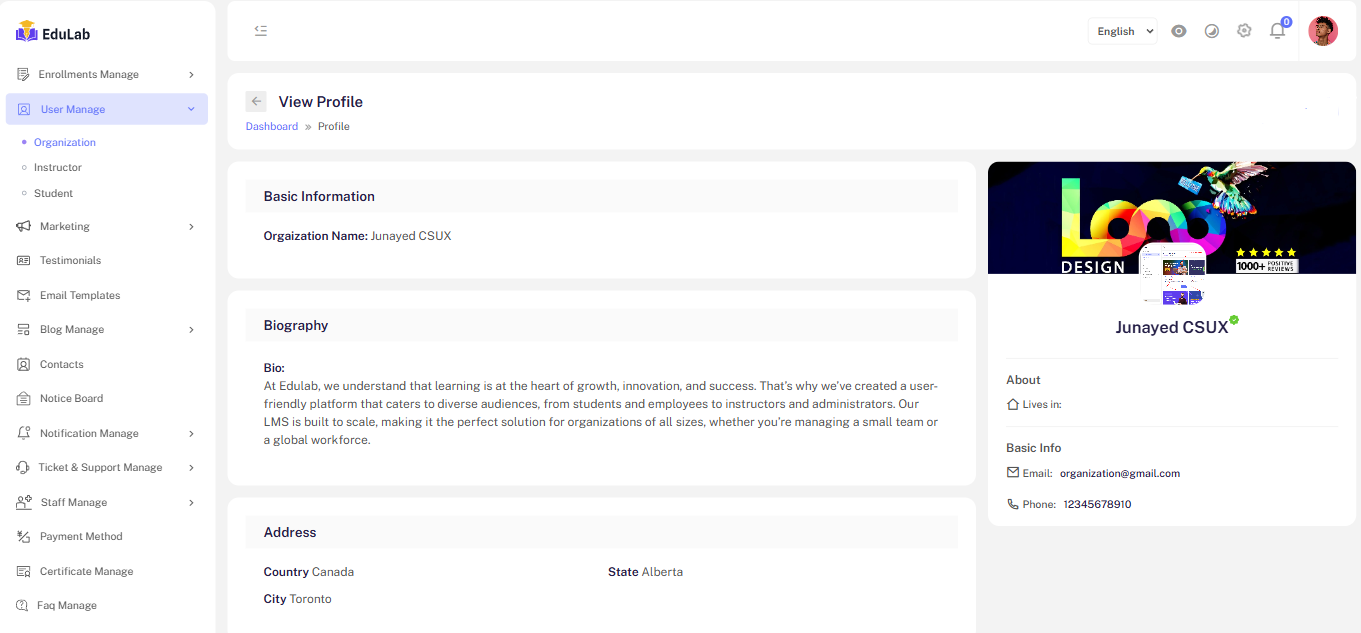 EduLab
Enrollments Manage
User Manage
Organization
Instructor
Student
Marketing
Testimonials
Email Templates
Blog Manage
Contacts
Notice Board
Notification Manage
Ticket & Support Manage
Staff Manage
Payment Method
Certificate Manage
Faq Manage
English
0
View Profile
Dashboard » Profile
Basic Information
Orgaization Name: Junayed CSUX
Biography
Bio:
At Edulab, we understand that learning is at the heart of growth, innovation, and success. That's why we've created a user-
friendly platform that caters to diverse audiences, from students and employees to instructors and administrators. Our
LMS is built to scale, making it the perfect solution for organizations of all sizes, whether you're managing a small team or
a global workforce.
Address
Country Canada
State Alberta
City Toronto
Logo
DESIGN
1000+ POSITIVE
REVIEWS
Junayed CSUX
About
Lives in:
Basic Info
Email: organization@gmail.com
Phone: 12345678910